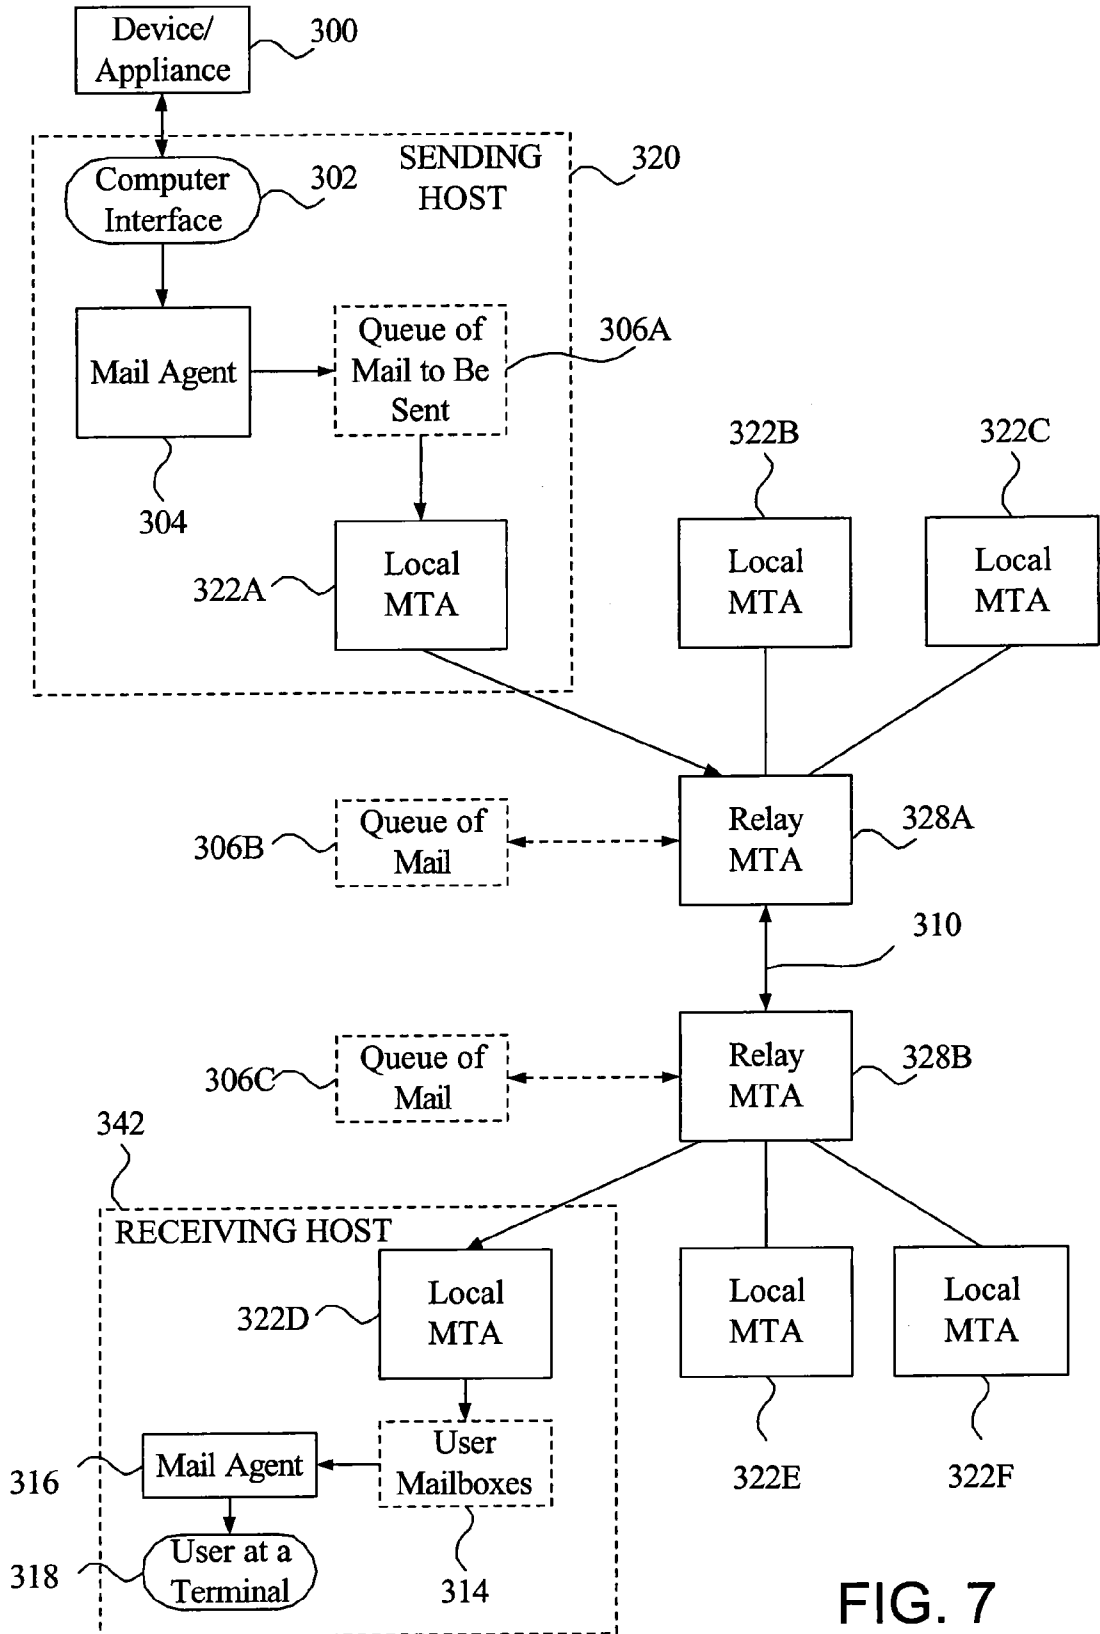 Device/
Appliance
300
SENDING
HOST
320
Computer
Interface
302
Queue of
Mail to Be
Sent
306A
Mail Agent
304
322B
322C
Local
MTA
322A
Local
MTA
Local
MTA
Queue of
Mail
306B
Relay
MTA
328A
310
Queue of
Mail
306C
Relay
MTA
328B
342
RECEIVING HOST
Local
MTA
322D
Local
MTA
Local
MTA
User
Mailboxes
316
Mail Agent
322E
322F
318
User at a
Terminal
314
FIG. 7